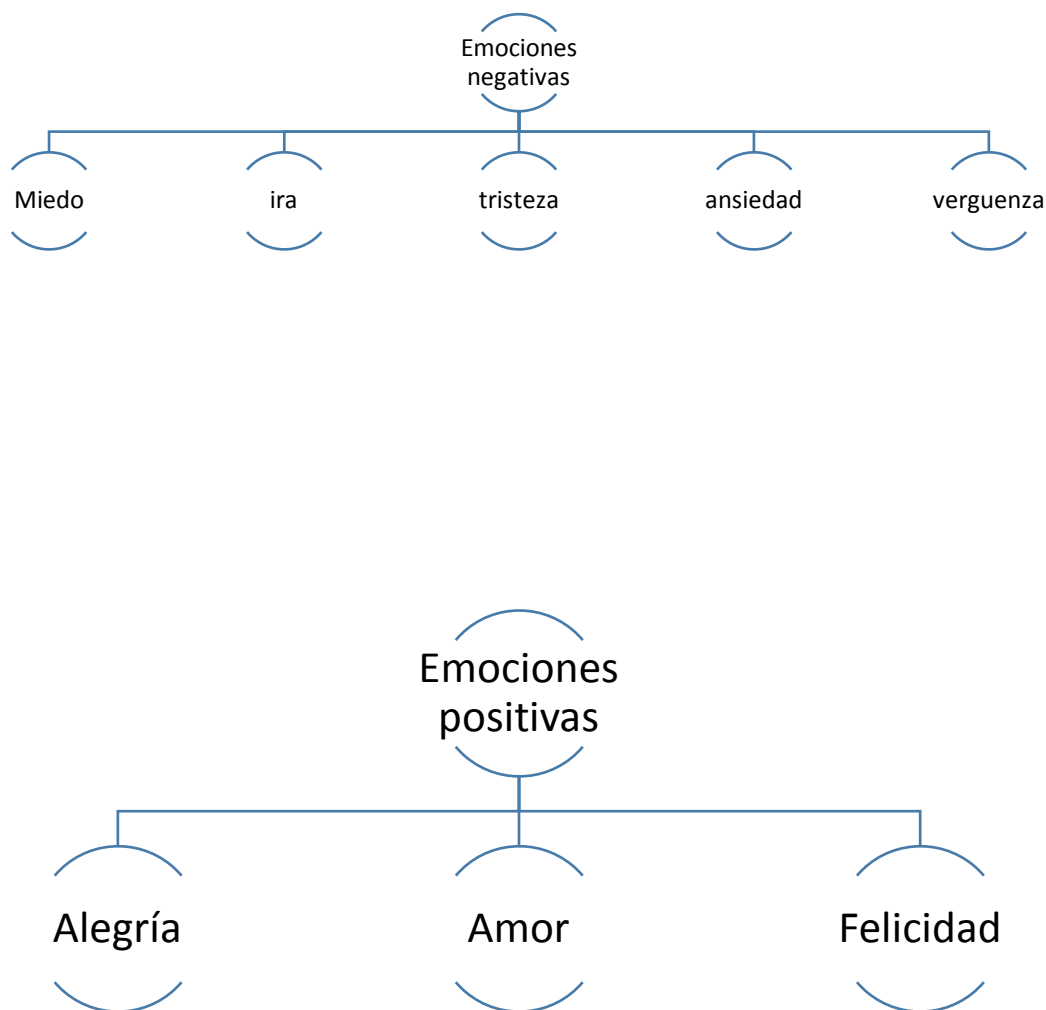 Emociones
negativas
Miedo
ira
tristeza
ansiedad
verguenza
Emociones
positivas
Alegría
Amor
Felicidad